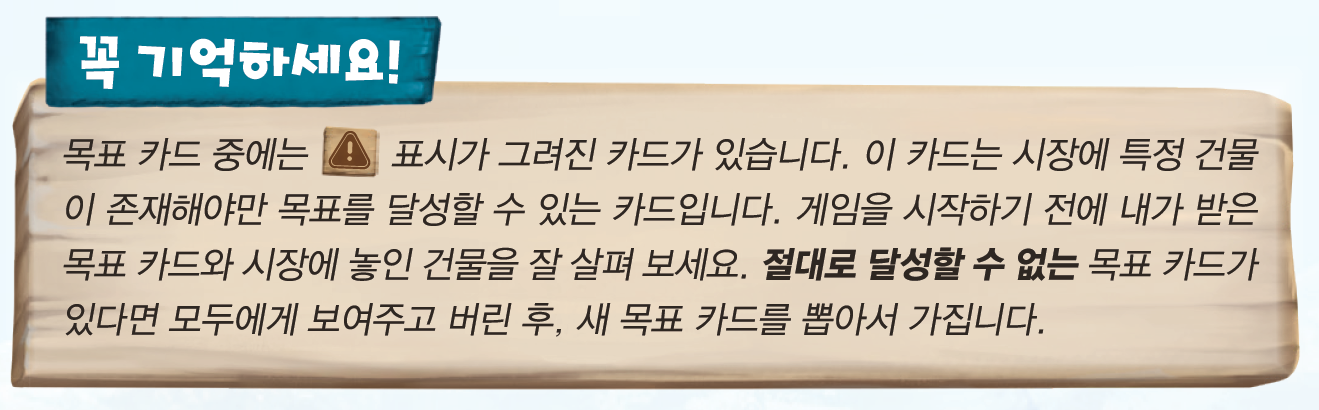 꼭 기억하세요!
목표 카드 중에는 ⚠ 표시가 그려진 카드가 있습니다. 이 카드는 시장에 특정 건물
이 존재해야만 목표를 달성할 수 있는 카드입니다. 게임을 시작하기 전에 내가 받은
목표 카드와 시장에 놓인 건물을 잘 살펴 보세요. 절대로 달성할 수 없는 목표 카드가
있다면 모두에게 보여주고 버린 후, 새 목표 카드를 뽑아서 가집니다.